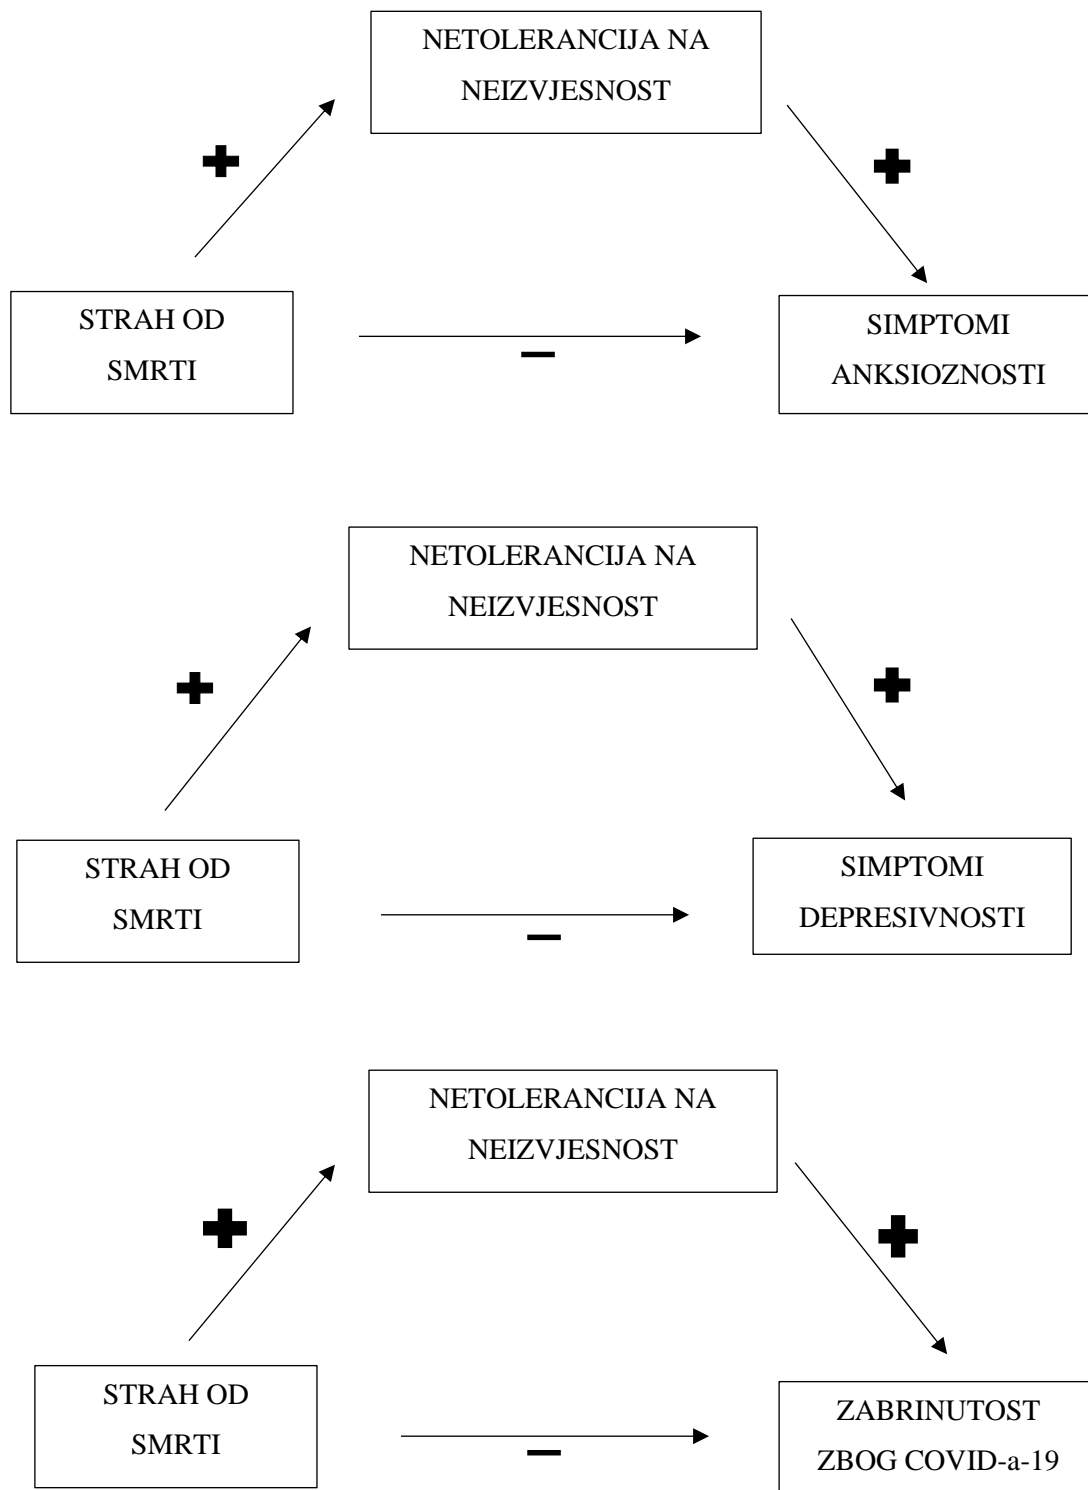 NETOLERANCIJA NA
NEIZVJESNOST
+
+
STRAH OD
SMRTI
–
SIMPTOMI
ANKSIOZNOSTI
NETOLERANCIJA NA
NEIZVJESNOST
+
+
STRAH OD
SMRTI
–
SIMPTOMI
DEPRESIVNOSTI
NETOLERANCIJA NA
NEIZVJESNOST
+
+
STRAH OD
SMRTI
–
ZABRINUTOST
ZBOG COVID-a-19